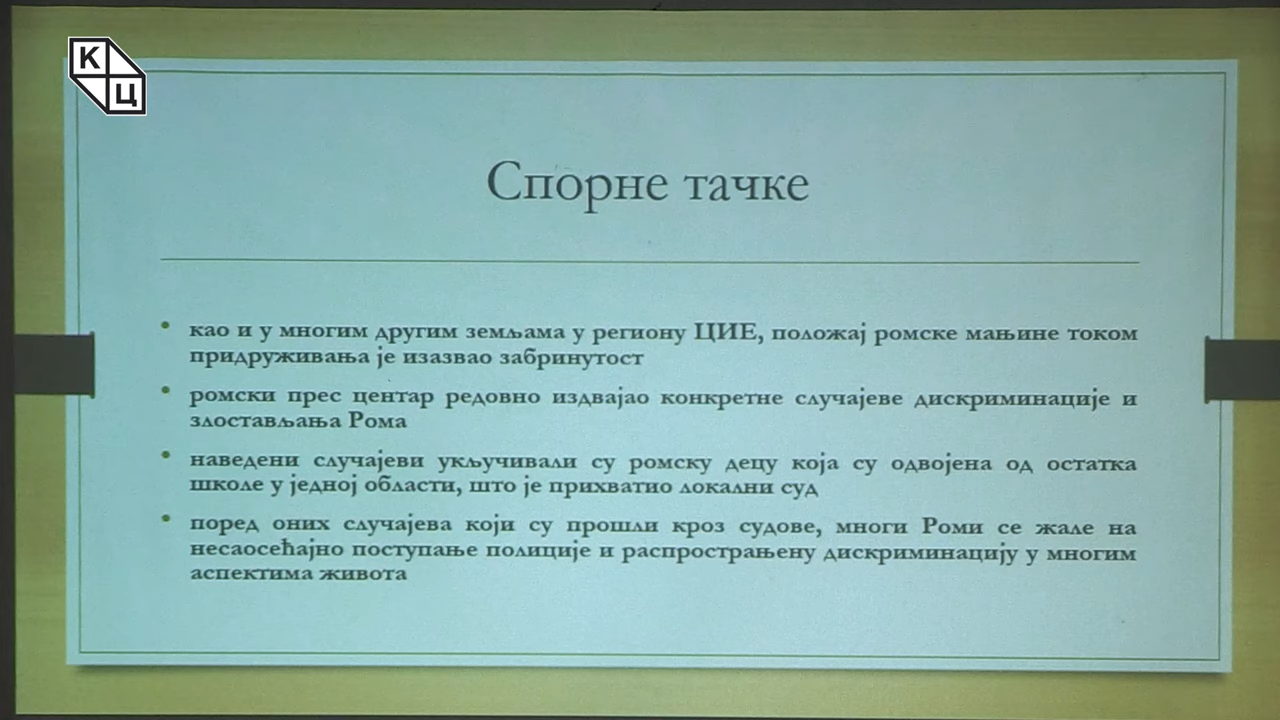 К
Ц
Спорне тачке
• као и у многим другим земљама у региону ЦИЕ, положај ромске мањине током
придруживања је изазвао забринутост
• ромски прес центар редовно издвајао конкретне случајеве дискриминације и
злостављања Рома
• наведени случајеви укључивали су ромску децу која су одвојена од остатка
школе у једној области, што је прихватио локални суд
• поред оних случајева који су прошли кроз судове, многи Роми се жале на
несаосећајно поступање полиције и распрострањену дискриминацију у многим
аспектима живота